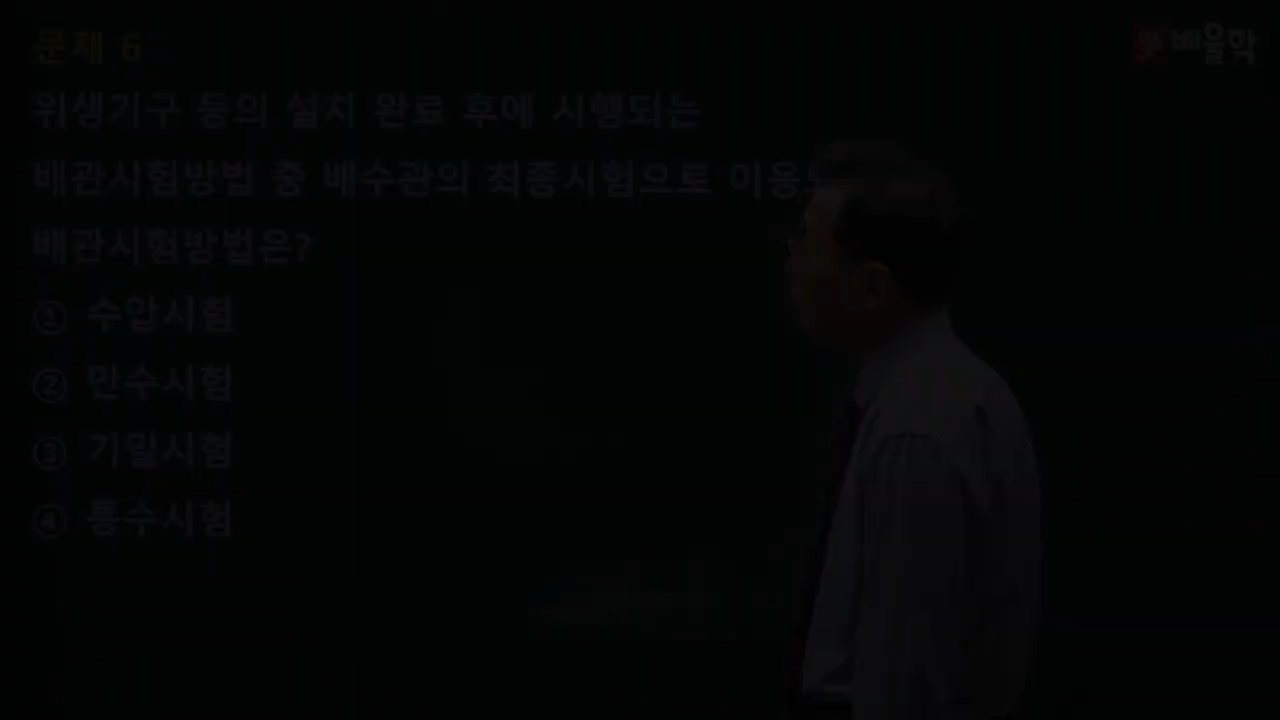 문제 6
배울학
위생기구 등의 설치 완료 후에 시행되는
배관시험방법 중 배수관의 최종시험으로 이용되
배관시험방법은?
① 수압시험
② 만수시험
③ 기밀시험
④ 통수시험